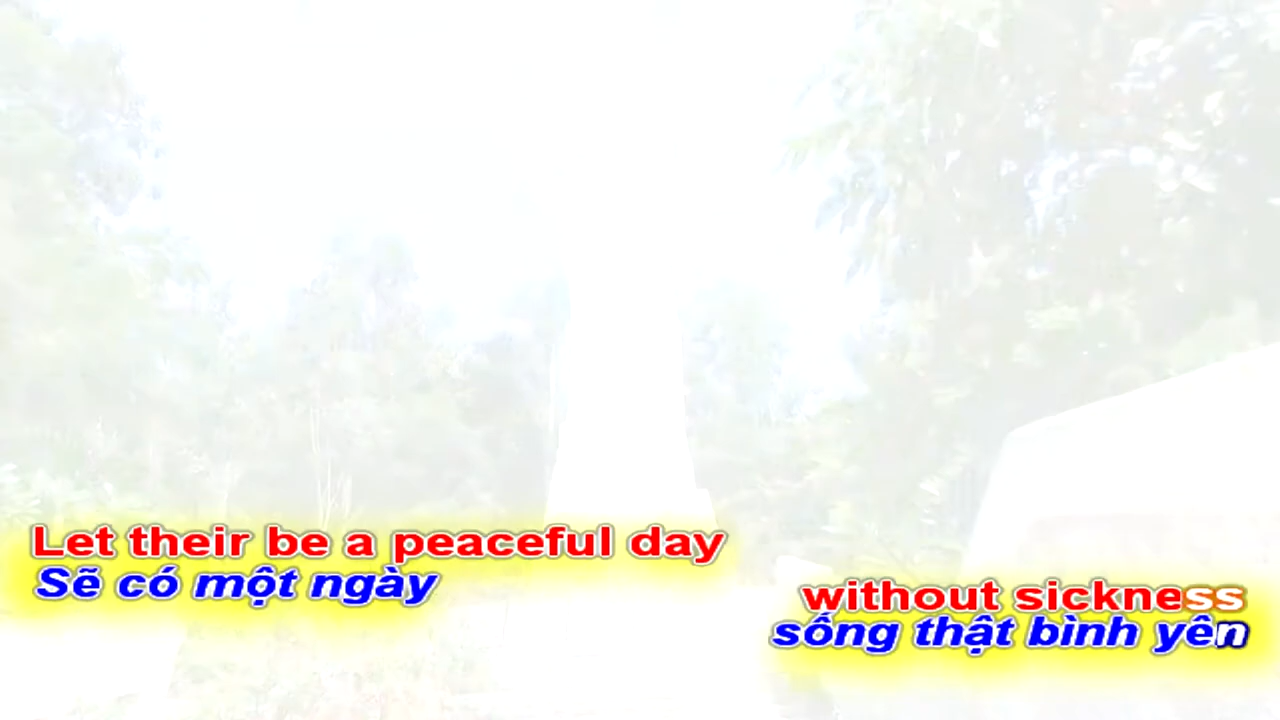 Let their be a peaceful day
Sẽ có một ngày
without sickness
sống thật bình yên